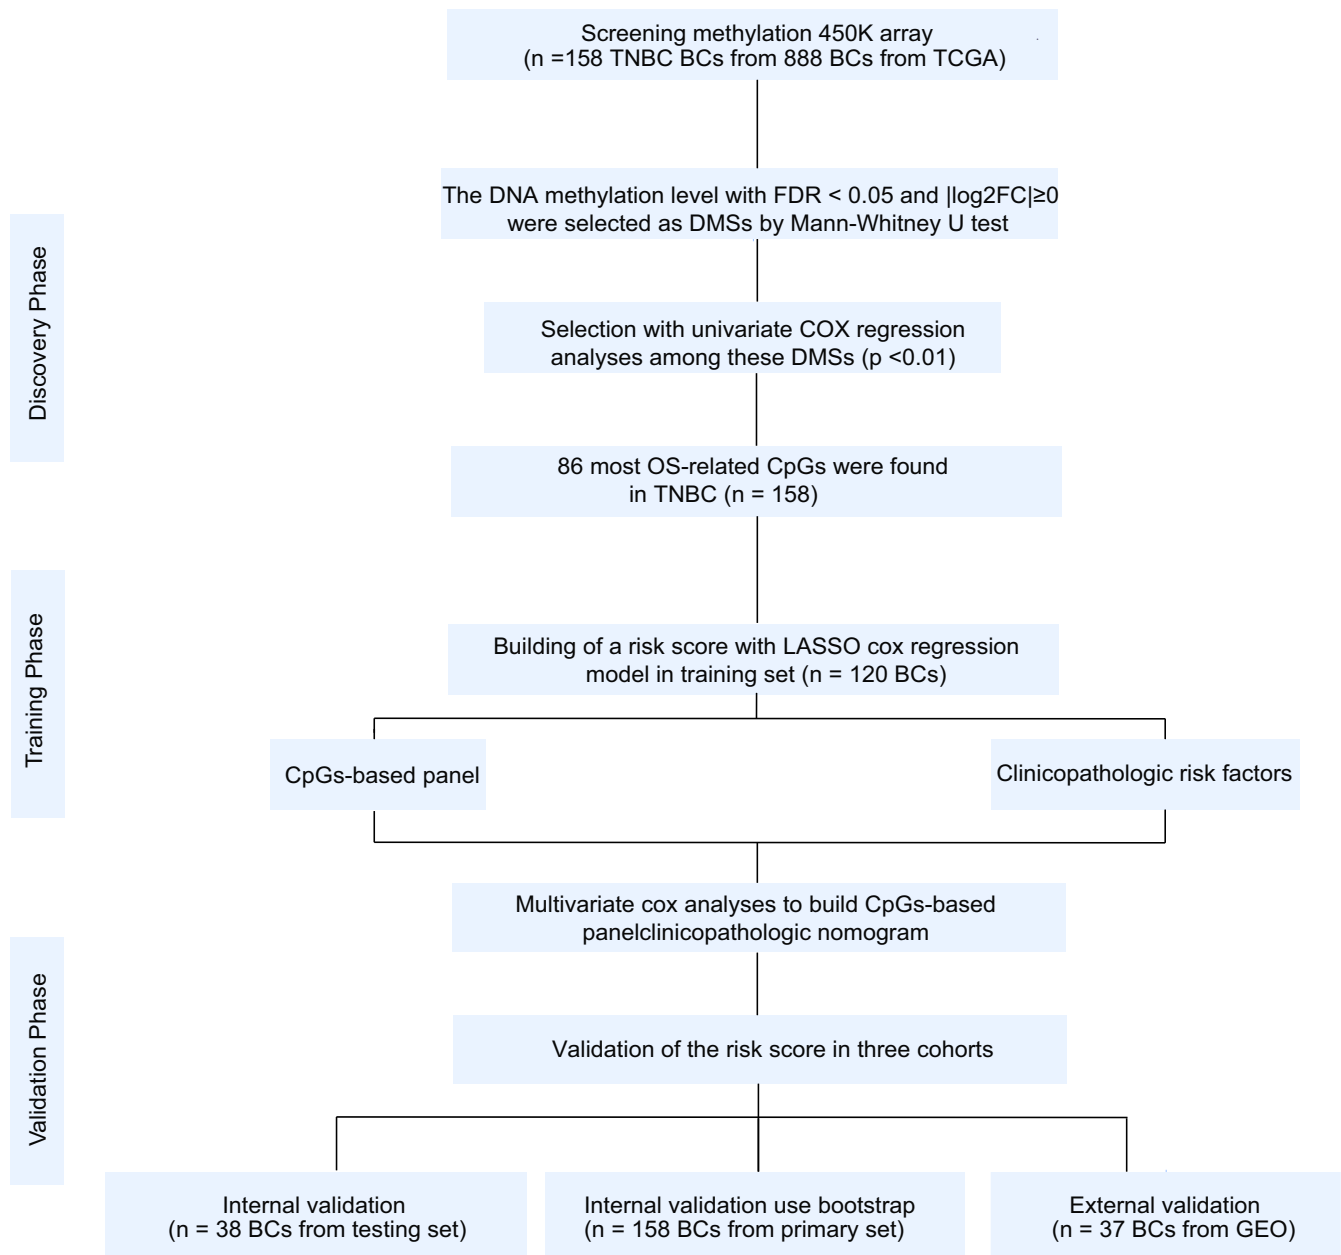 Screening methylation 450K array
(n =158 TNBC BCs from 888 BCs from TCGA)
The DNA methylation level with FDR < 0.05 and |log2FC|≥0
were selected as DMSs by Mann-Whitney U test
Discovery Phase
Selection with univariate COX regression
analyses among these DMSs (p <0.01)
86 most OS-related CpGs were found
in TNBC (n = 158)
Training Phase
Building of a risk score with LASSO cox regression
model in training set (n = 120 BCs)
CpGs-based panel
Clinicopathologic risk factors
Multivariate cox analyses to build CpGs-based
panelclinicopathologic nomogram
Validation Phase
Validation of the risk score in three cohorts
Internal validation
(n = 38 BCs from testing set)
Internal validation use bootstrap
(n = 158 BCs from primary set)
External validation
(n = 37 BCs from GEO)